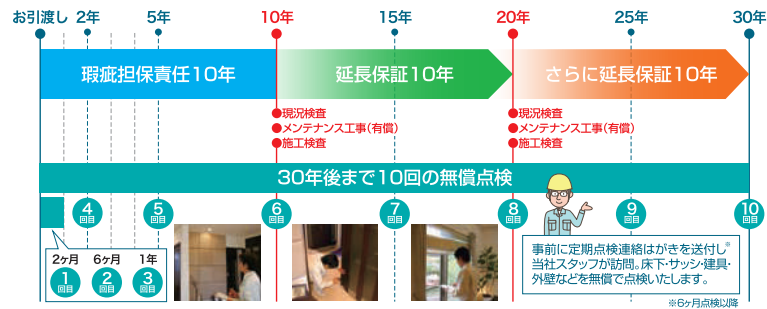 お引渡し 2年 5年 10年 15年 20年 25年 30年
瑕疵担保責任10年 延長保証10年 さらに延長保証10年
現況検査
メンテナンス工事(有償)
施工検査
現況検査
メンテナンス工事(有償)
施工検査
30年後まで10回の無償点検
4回目 5回目 6回目 7回目 8回目 9回目 10回目
2ヶ月 6ヶ月 1年
1回目 2回目 3回目
事前に定期点検連絡はがきを送付し※
当社スタッフが訪問。床下・サッシ・建具・
外壁などを無償で点検いたします。
※6ヶ月点検以降